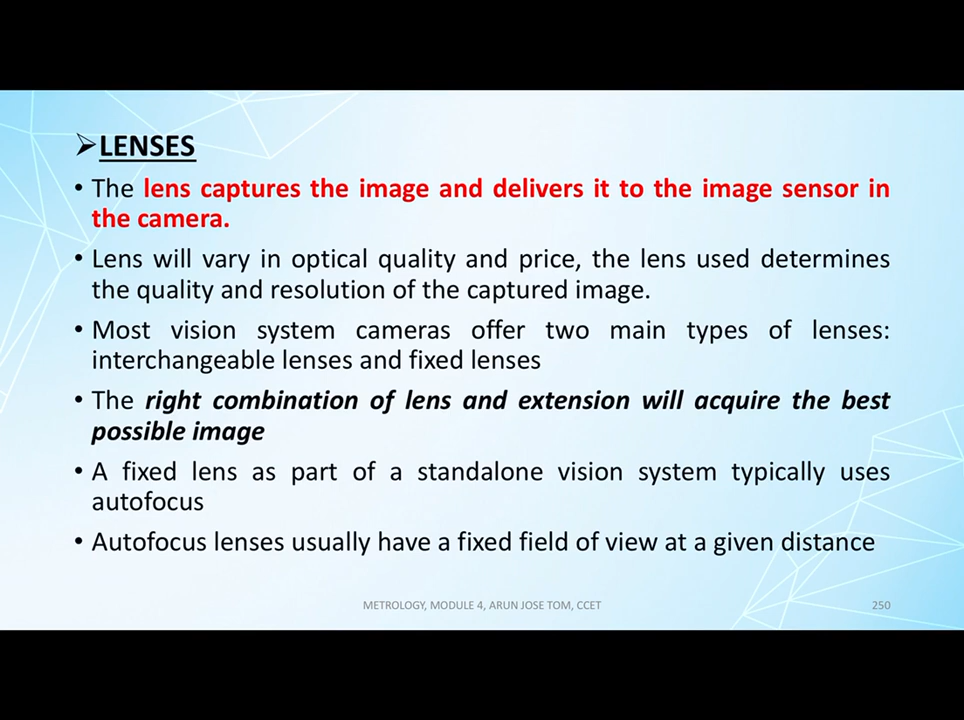 ➢LENSES
• The lens captures the image and delivers it to the image sensor in
the camera.
• Lens will vary in optical quality and price, the lens used determines
the quality and resolution of the captured image.
• Most vision system cameras offer two main types of lenses:
interchangeable lenses and fixed lenses
• The right combination of lens and extension will acquire the best
possible image
• A fixed lens as part of a standalone vision system typically uses
autofocus
• Autofocus lenses usually have a fixed field of view at a given distance
METROLOGY, MODULE 4, ARUN JOSE TOM, CCET
250